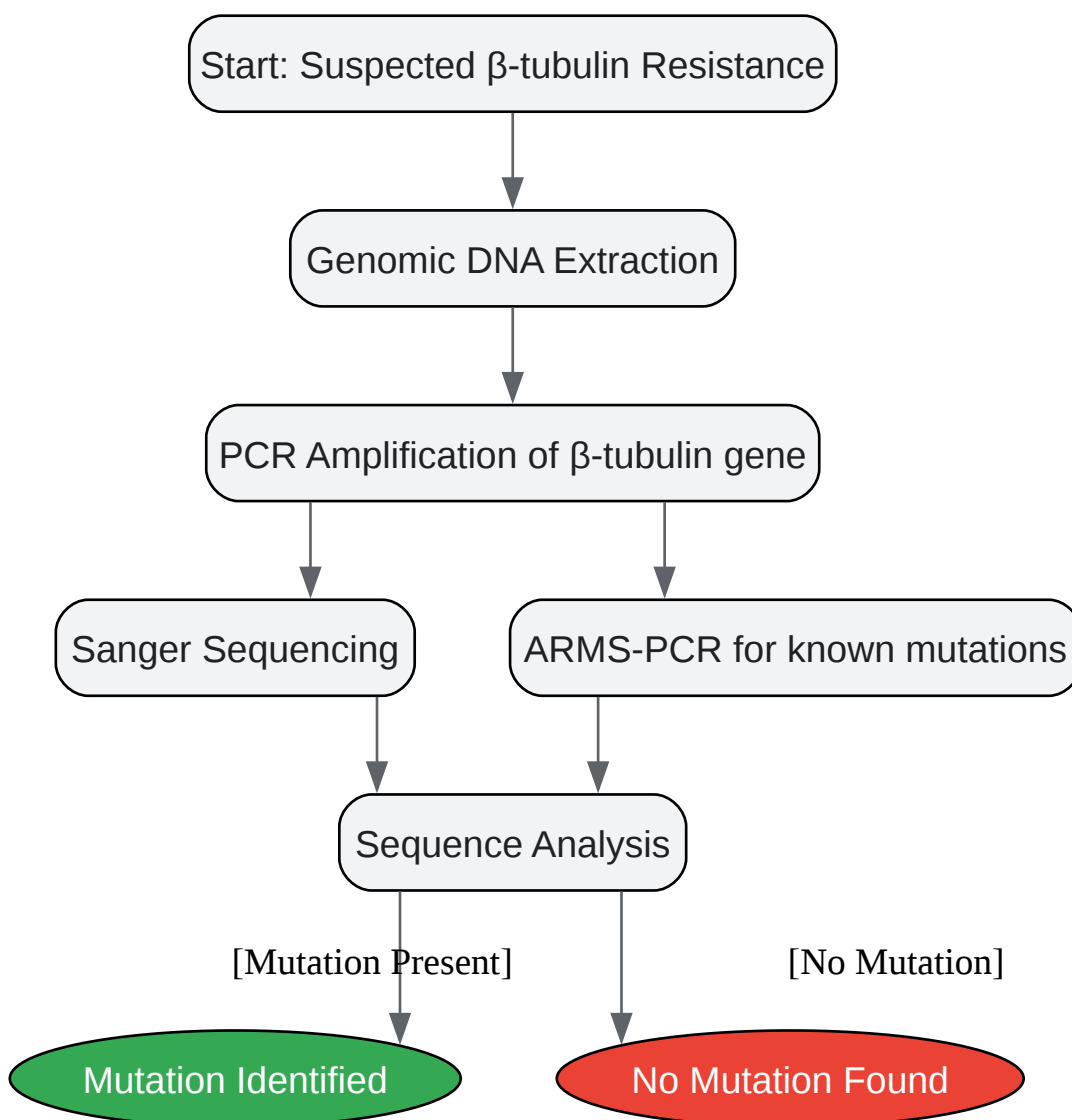 Start: Suspected β-tubulin Resistance
Genomic DNA Extraction
PCR Amplification of β-tubulin gene
Sanger Sequencing
ARMS-PCR for known mutations
Sequence Analysis
[Mutation Present]
[No Mutation]
Mutation Identified
No Mutation Found